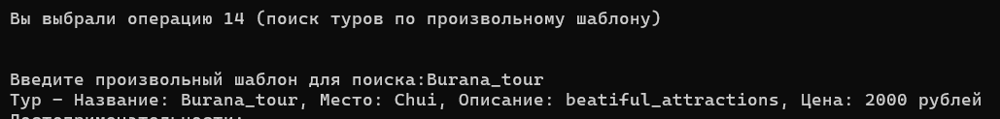 Вы выбрали операцию 14 (поиск туров по произвольному шаблону)
Введите произвольный шаблон для поиска:Burana_tour
Тур — Название: Burana_tour, Место: Chui, Описание: beatiful_attractions, Цена: 2000 рублей
Достопримечательности: